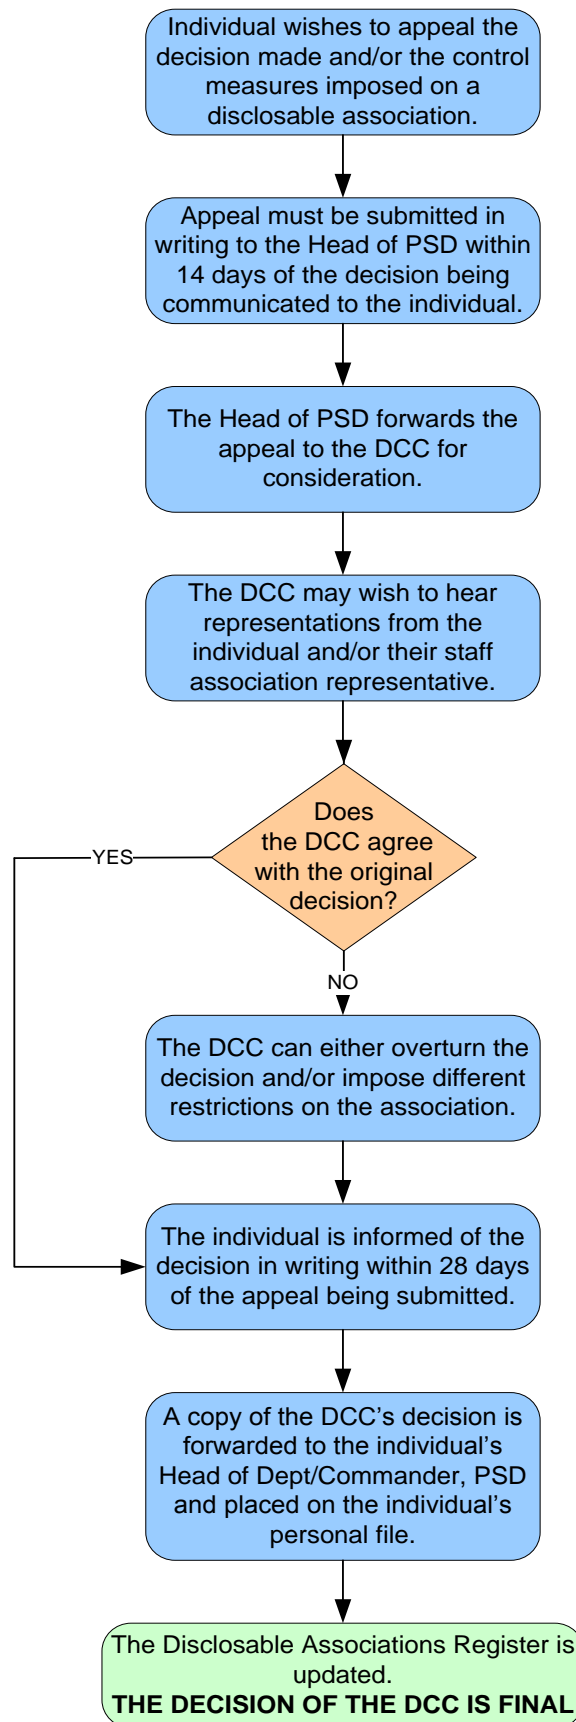 Individual wishes to appeal the
decision made and/or the control
measures imposed on a
disclosable association.
Appeal must be submitted in
writing to the Head of PSD within
14 days of the decision being
communicated to the individual.
The Head of PSD forwards the
appeal to the DCC for
consideration.
The DCC may wish to hear
representations from the
individual and/or their staff
association representative.
Does
the DCC agree
with the original
decision?
YES
NO
The DCC can either overturn the
decision and/or impose different
restrictions on the association.
The individual is informed of the
decision in writing within 28 days
of the appeal being submitted.
A copy of the DCC’s decision is
forwarded to the individual’s
Head of Dept/Commander, PSD
and placed on the individual’s
personal file.
The Disclosable Associations Register is
updated.
THE DECISION OF THE DCC IS FINAL